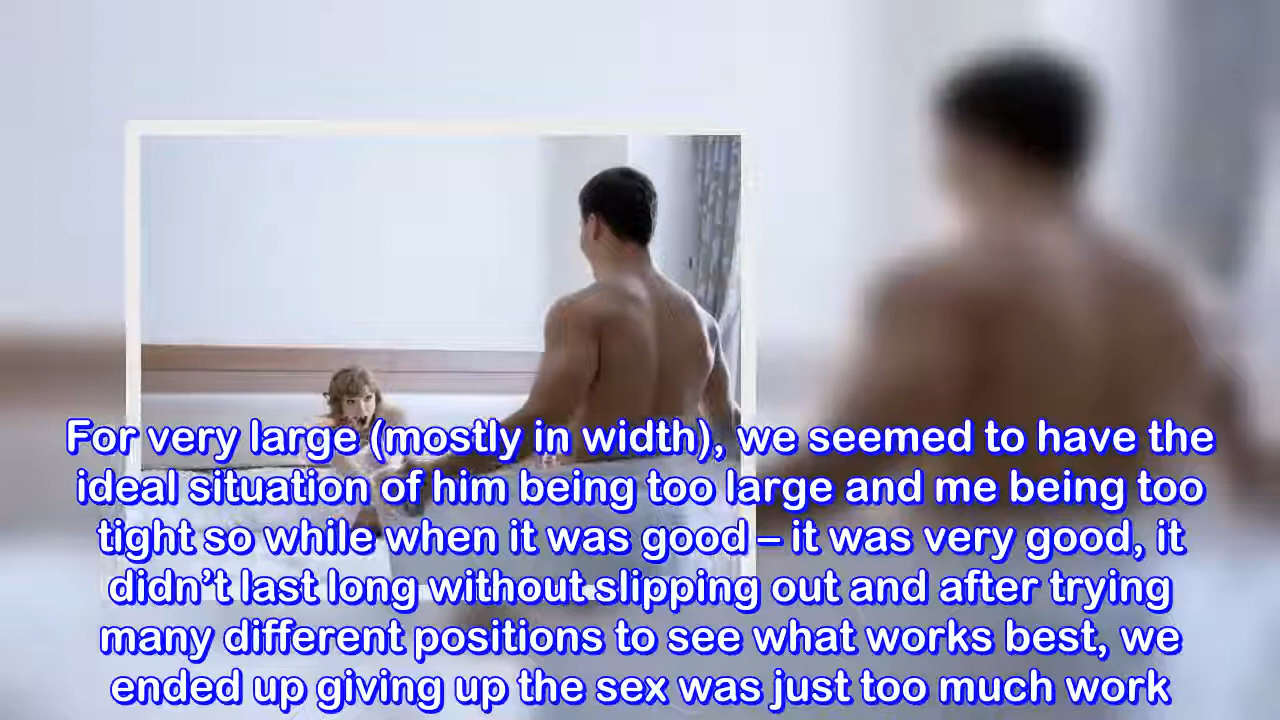 For very large (mostly in width), we seemed to have the
ideal situation of him being too large and me being too
tight so while when it was good – it was very good, it
didn’t last long without slipping out and after trying
many different positions to see what works best, we
ended up giving up the sex was just too much work